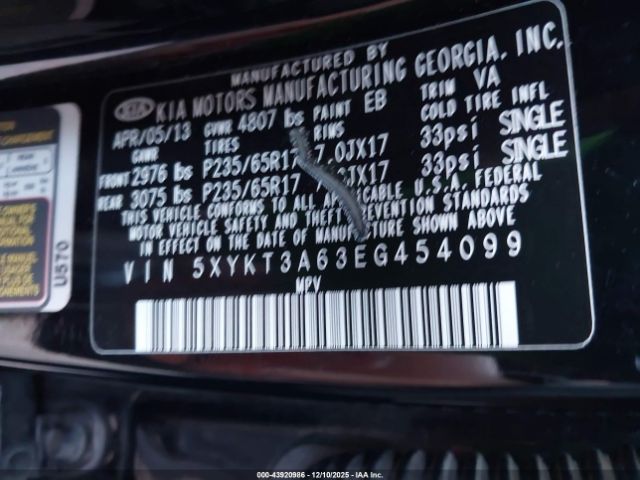 MANUFACTURED BY
KIA KIA MOTORS MANUFACTURING GEORGIA, INC.
APR/05/13 GVWR 4807 lbs PAINT EB TRIM VA
GAWR TIRES RIMS COLD TIRE INFL
FRONT 2976 lbs P235/65R17 7.0JX17 33psi SINGLE
REAR 3075 lbs P235/65R17 33psi SINGLE
THIS VEHICLE CONFORMS TO ALL APPLICABLE U.S.A. FEDERAL
MOTOR VEHICLE SAFETY AND THEFT PREVENTION STANDARDS
IN EFFECT ON THE DATE OF MANUFACTURE SHOWN ABOVE
VIN 5XYKT3A63EG454099
MPV
U570
000-43920986 - 12/10/2025 - IAA Inc.